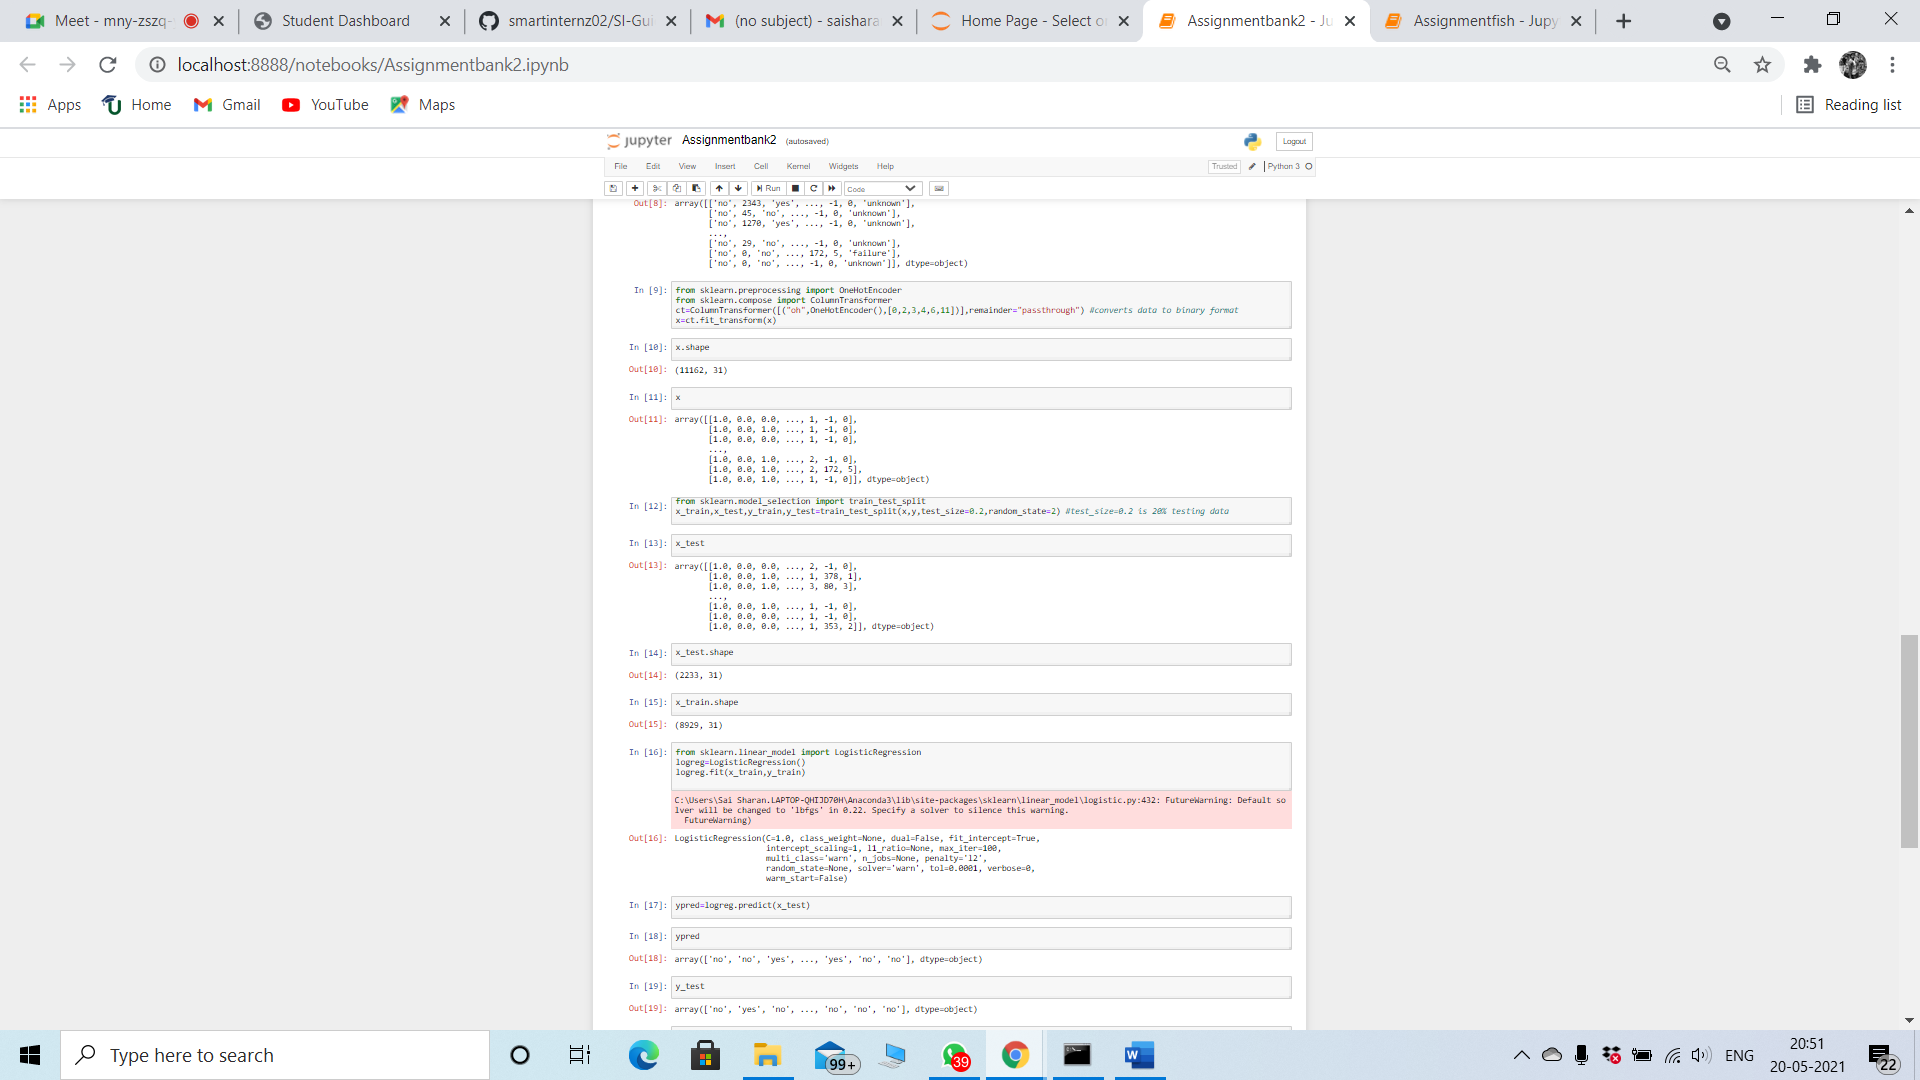 Meet - mny-zszq-
Student Dashboard
smartinternz02/SI-Gui
(no subject) - saishara
Home Page - Select or
Assignmentbank2 - Ju
Assignmentfish - Jupy
localhost:8888/notebooks/Assignmentbank2.ipynb
Apps
Home
Gmail
YouTube
Maps
Reading list
jupyter Assignmentbank2 (autosaved)
Logout
File Edit View Insert Cell Kernel Widgets Help
Trusted
Python 3
Run
Code
Out[8]: array([['no', 2343, 'yes', ..., -1, 0, 'unknown'],
['no', 45, 'no', ..., -1, 0, 'unknown'],
['no', 1270, 'yes', ..., -1, 0, 'unknown'],
...,
['no', 29, 'no', ..., -1, 0, 'unknown'],
['no', 0, 'no', ..., 172, 5, 'failure'],
['no', 0, 'no', ..., -1, 0, 'unknown']], dtype=object)
In [9]: from sklearn.preprocessing import OneHotEncoder
from sklearn.compose import ColumnTransformer
ct=ColumnTransformer([("oh",OneHotEncoder(),[0,2,3,4,6,11])],remainder="passthrough") #converts data to binary format
x=ct.fit_transform(x)
In [10]: x.shape
Out[10]: (11162, 31)
In [11]: x
Out[11]: array([[1.0, 0.0, 0.0, ..., 1, -1, 0],
[1.0, 0.0, 1.0, ..., 1, -1, 0],
[1.0, 0.0, 0.0, ..., 1, -1, 0],
...,
[1.0, 0.0, 1.0, ..., 2, -1, 0],
[1.0, 0.0, 1.0, ..., 2, 172, 5],
[1.0, 0.0, 1.0, ..., 1, -1, 0]], dtype=object)
In [12]: from sklearn.model_selection import train_test_split
x_train,x_test,y_train,y_test=train_test_split(x,y,test_size=0.2,random_state=2) #test_size=0.2 is 20% testing data
In [13]: x_test
Out[13]: array([[1.0, 0.0, 0.0, ..., 2, -1, 0],
[1.0, 0.0, 1.0, ..., 1, 378, 1],
[1.0, 0.0, 1.0, ..., 3, 80, 3],
...,
[1.0, 0.0, 1.0, ..., 1, -1, 0],
[1.0, 0.0, 0.0, ..., 1, -1, 0],
[1.0, 0.0, 0.0, ..., 1, 353, 2]], dtype=object)
In [14]: x_test.shape
Out[14]: (2233, 31)
In [15]: x_train.shape
Out[15]: (8929, 31)
In [16]: from sklearn.linear_model import LogisticRegression
logreg=LogisticRegression()
logreg.fit(x_train,y_train)
C:\Users\Sai Sharan.LAPTOP-QHIJD70H\Anaconda3\lib\site-packages\sklearn\linear_model\logistic.py:432: FutureWarning: Default so
lver will be changed to 'lbfgs' in 0.22. Specify a solver to silence this warning.
FutureWarning)
Out[16]: LogisticRegression(C=1.0, class_weight=None, dual=False, fit_intercept=True,
intercept_scaling=1, l1_ratio=None, max_iter=100,
multi_class='warn', n_jobs=None, penalty='l2',
random_state=None, solver='warn', tol=0.0001, verbose=0,
warm_start=False)
In [17]: ypred=logreg.predict(x_test)
In [18]: ypred
Out[18]: array(['no', 'no', 'yes', ..., 'yes', 'no', 'no'], dtype=object)
In [19]: y_test
Out[19]: array(['no', 'yes', 'no', ..., 'no', 'no', 'no'], dtype=object)
Type here to search
99+
39
ENG
20:51
20-05-2021
22